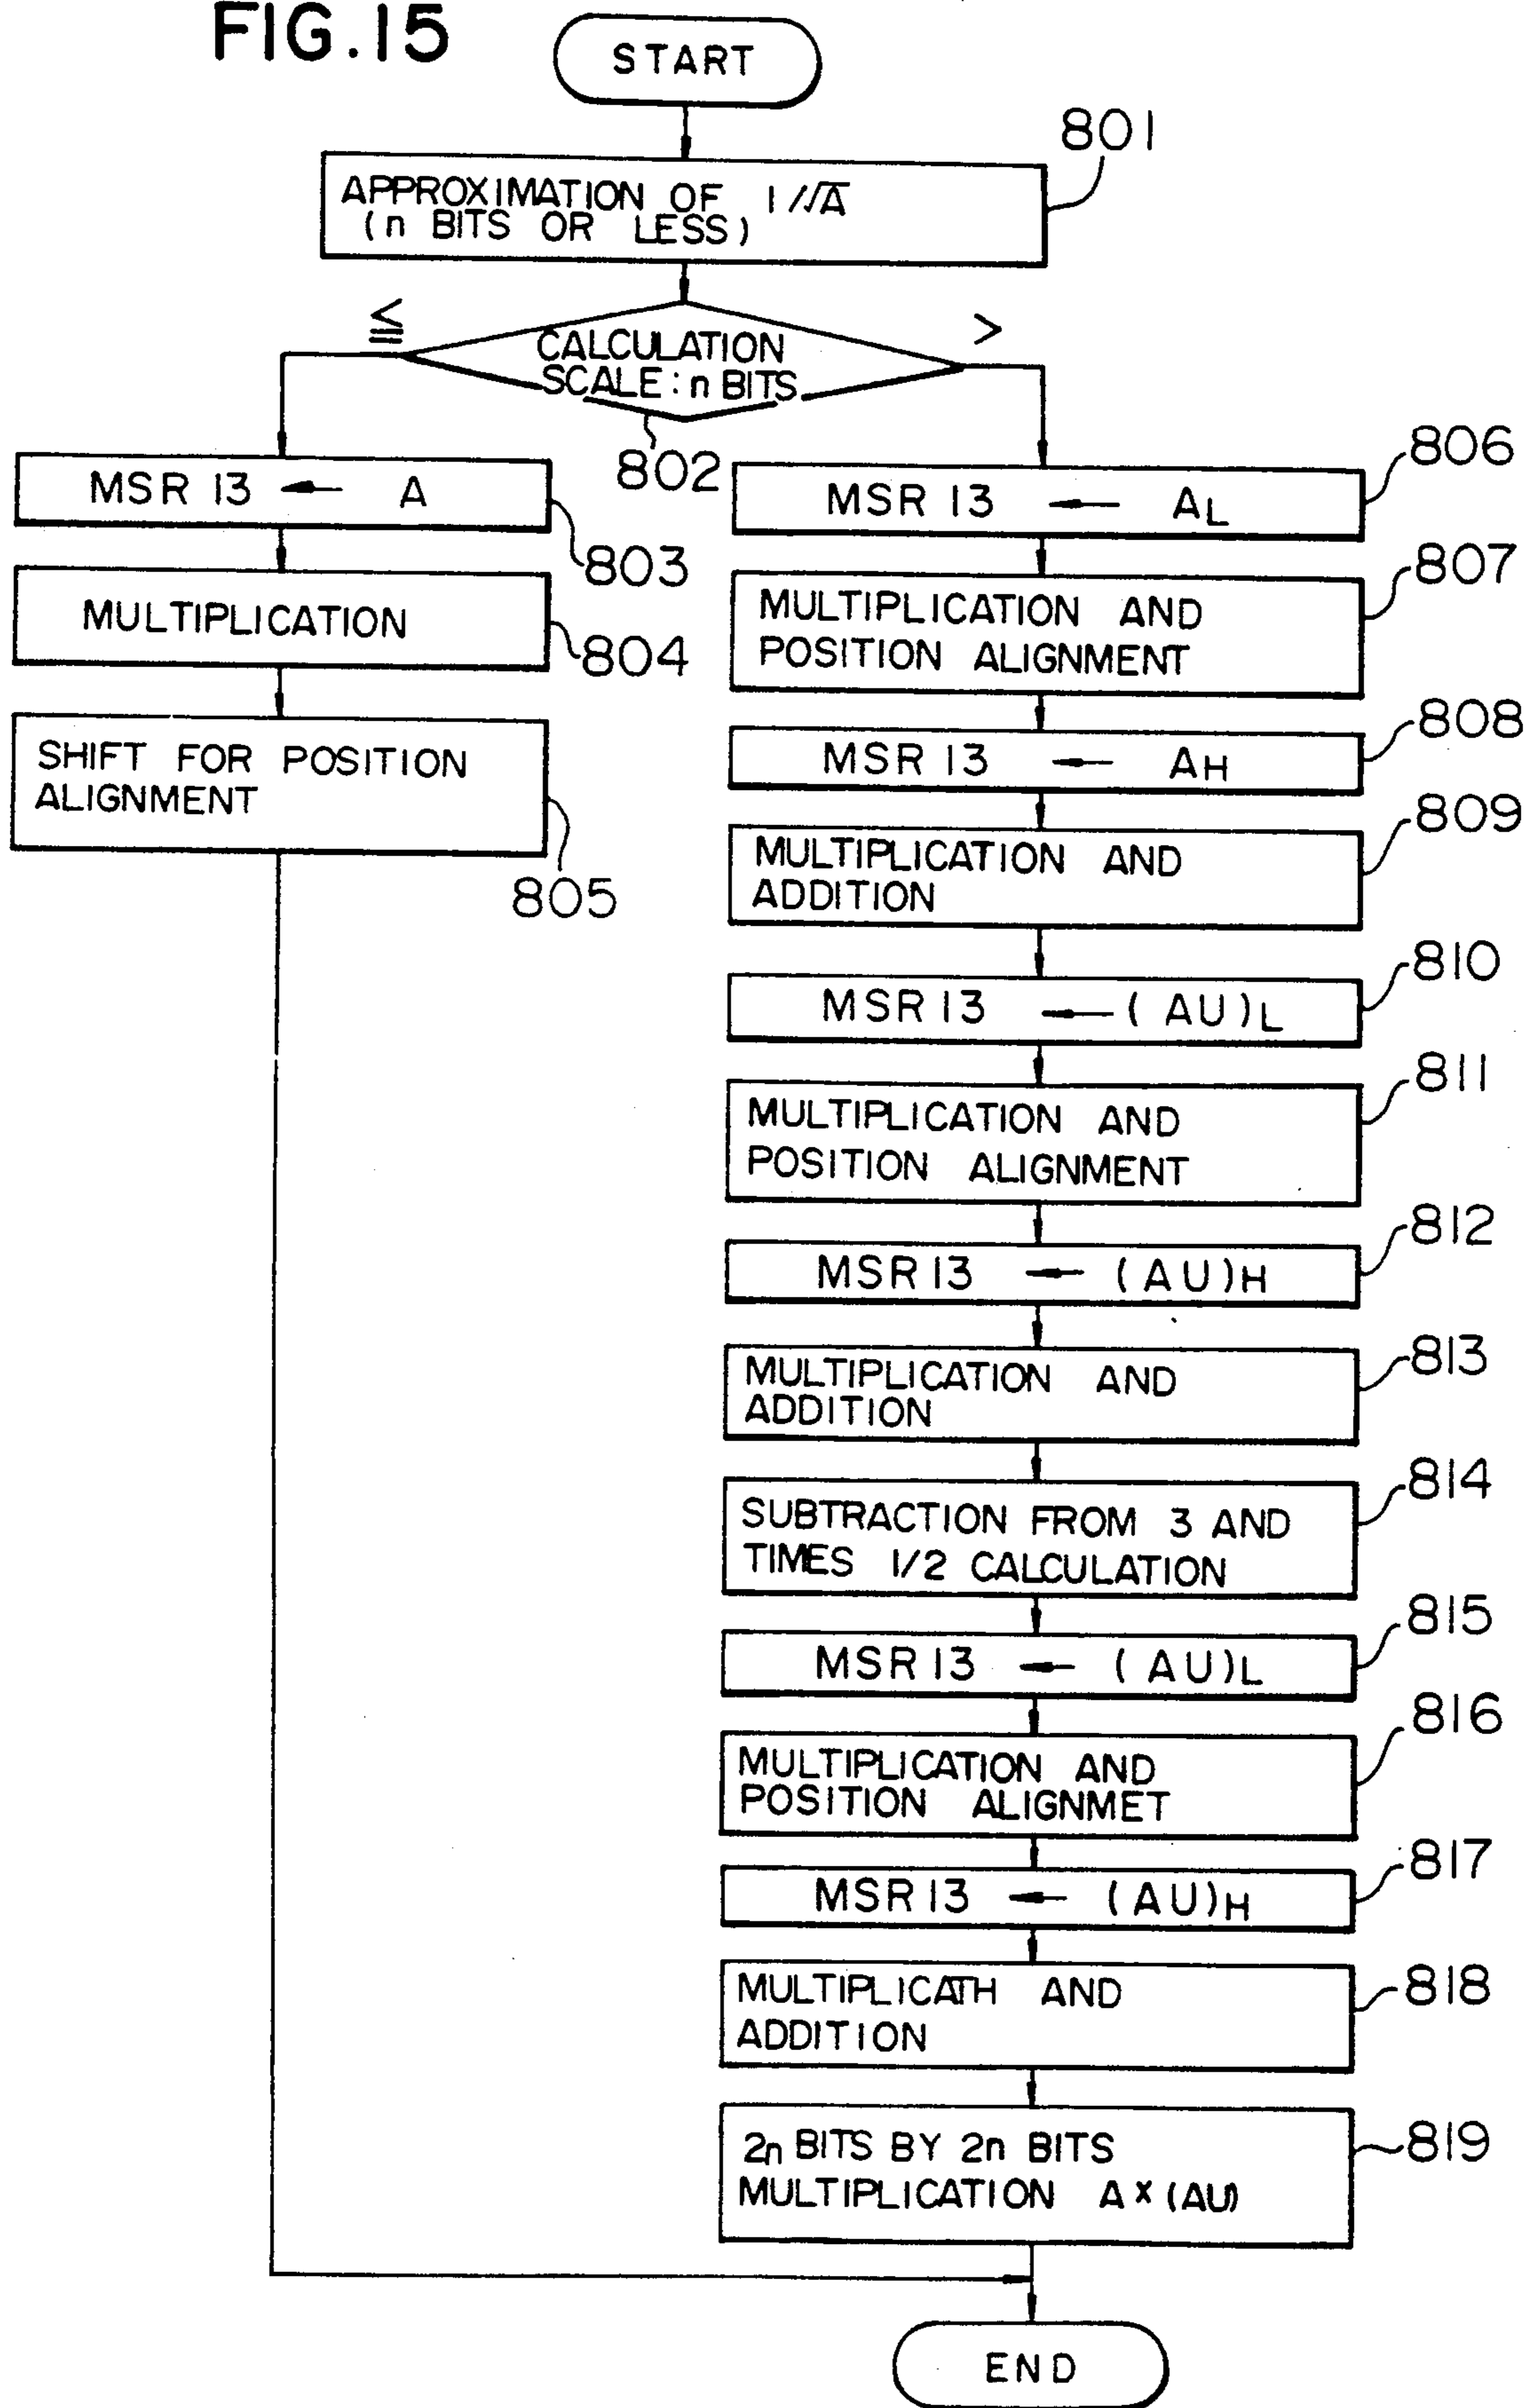 FIG.15
START
801
APPROXIMATION OF 1/√A
(n BITS OR LESS)
≦
>
CALCULATION
SCALE : n BITS
802
MSR 13 ← A
803
MULTIPLICATION
804
SHIFT FOR POSITION
ALIGNMENT
805
806
MSR 13 ← AL
807
MULTIPLICATION AND
POSITION ALIGNMENT
808
MSR 13 ← AH
809
MULTIPLICATION AND
ADDITION
810
MSR 13 ← (AU)L
811
MULTIPLICATION AND
POSITION ALIGNMENT
812
MSR 13 ← (AU)H
813
MULTIPLICATION AND
ADDITION
814
SUBTRACTION FROM 3 AND
TIMES 1/2 CALCULATION
815
MSR 13 ← (AU)L
816
MULTIPLICATION AND
POSITION ALIGNMET
817
MSR 13 ← (AU)H
818
MULTIPLICATH AND
ADDITION
819
2n BITS BY 2n BITS
MULTIPLICATION A x (AU)
END